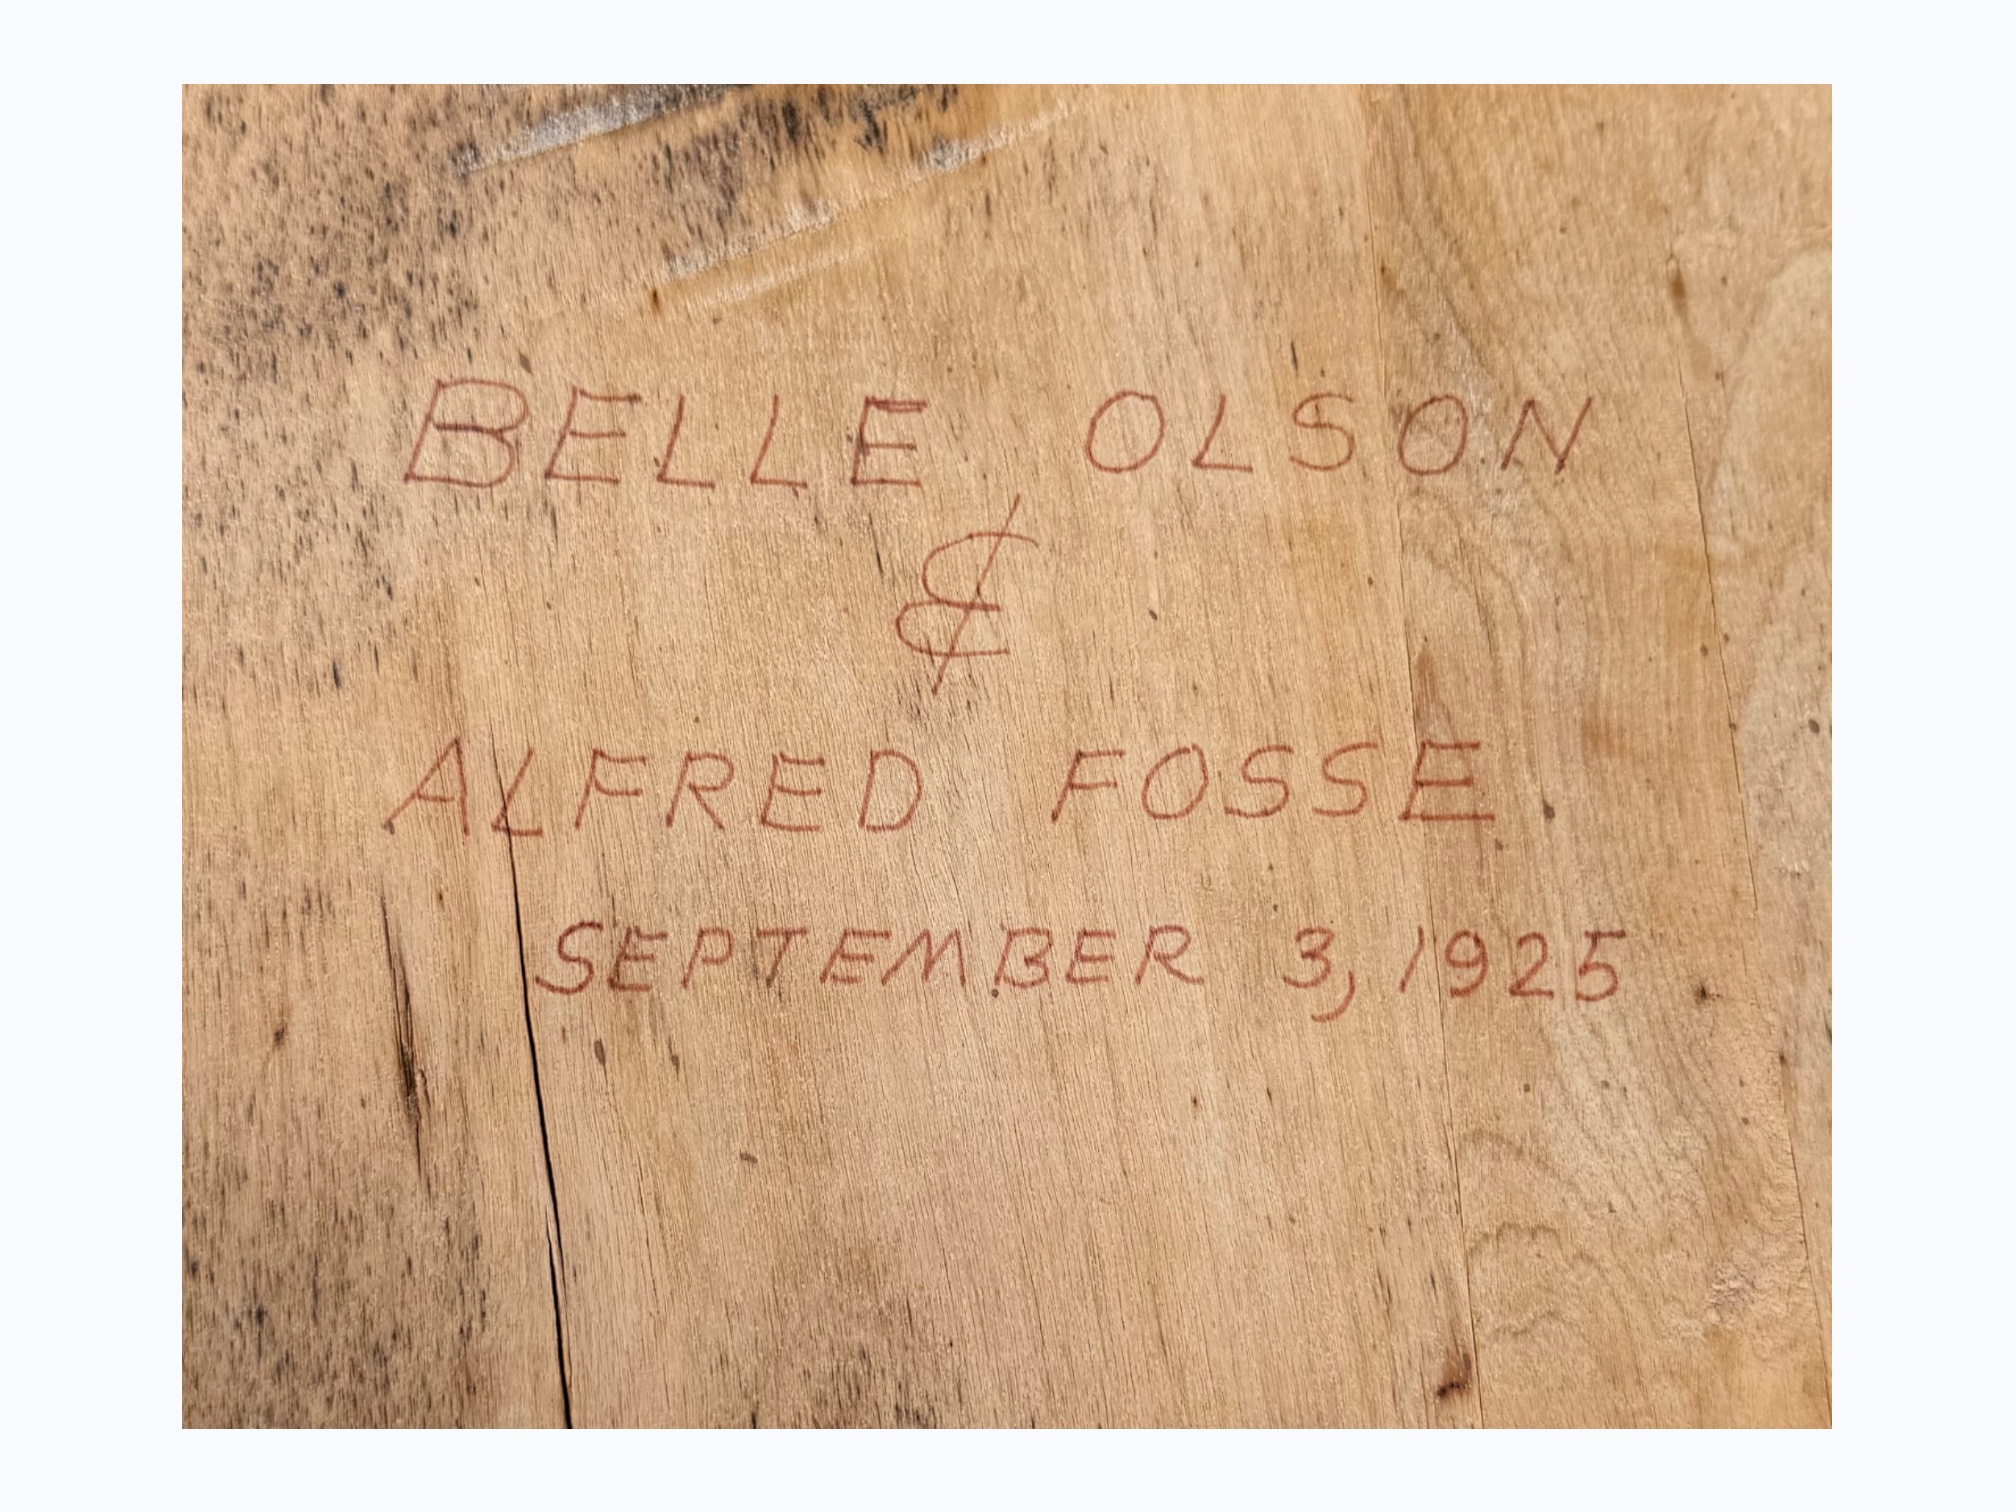 BELLE OLSON
&
ALFRED FOSSE
SEPTEMBER 3, 1925